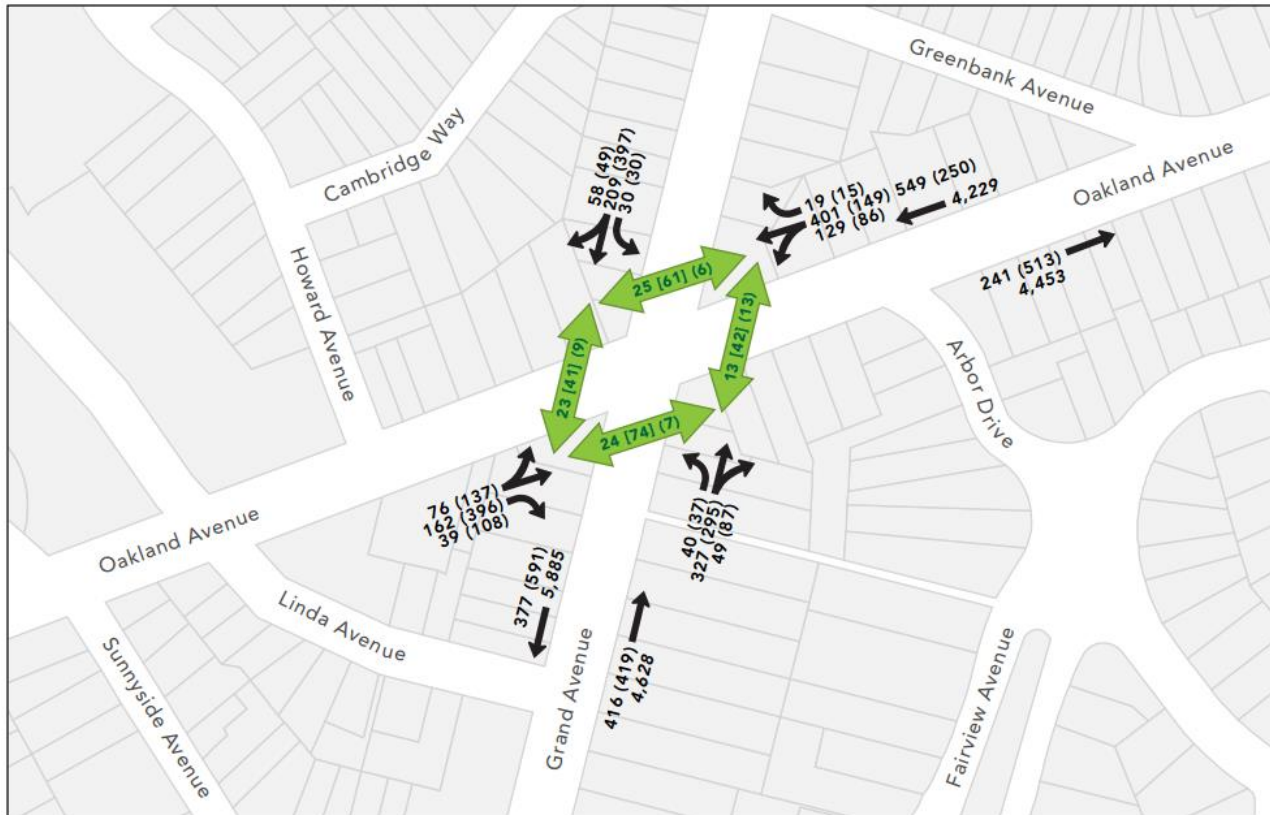 Greenbank Avenue
Cambridge Way
58 (49)
209 (397)
30 (30)
19 (15)
401 (149) 549 (250)
129 (86)
4,229
Oakland Avenue
241 (513)
4,453
Howard Avenue
25 [61] (6)
13 [42] (13)
23 [41] (9)
24 [74] (7)
Arbor Drive
76 (137)
162 (396)
39 (108)
40 (37)
327 (295)
49 (87)
Oakland Avenue
377 (591)
5,885
Linda Avenue
416 (419)
4,628
Sunnyside Avenue
Grand Avenue
Fairview Avenue